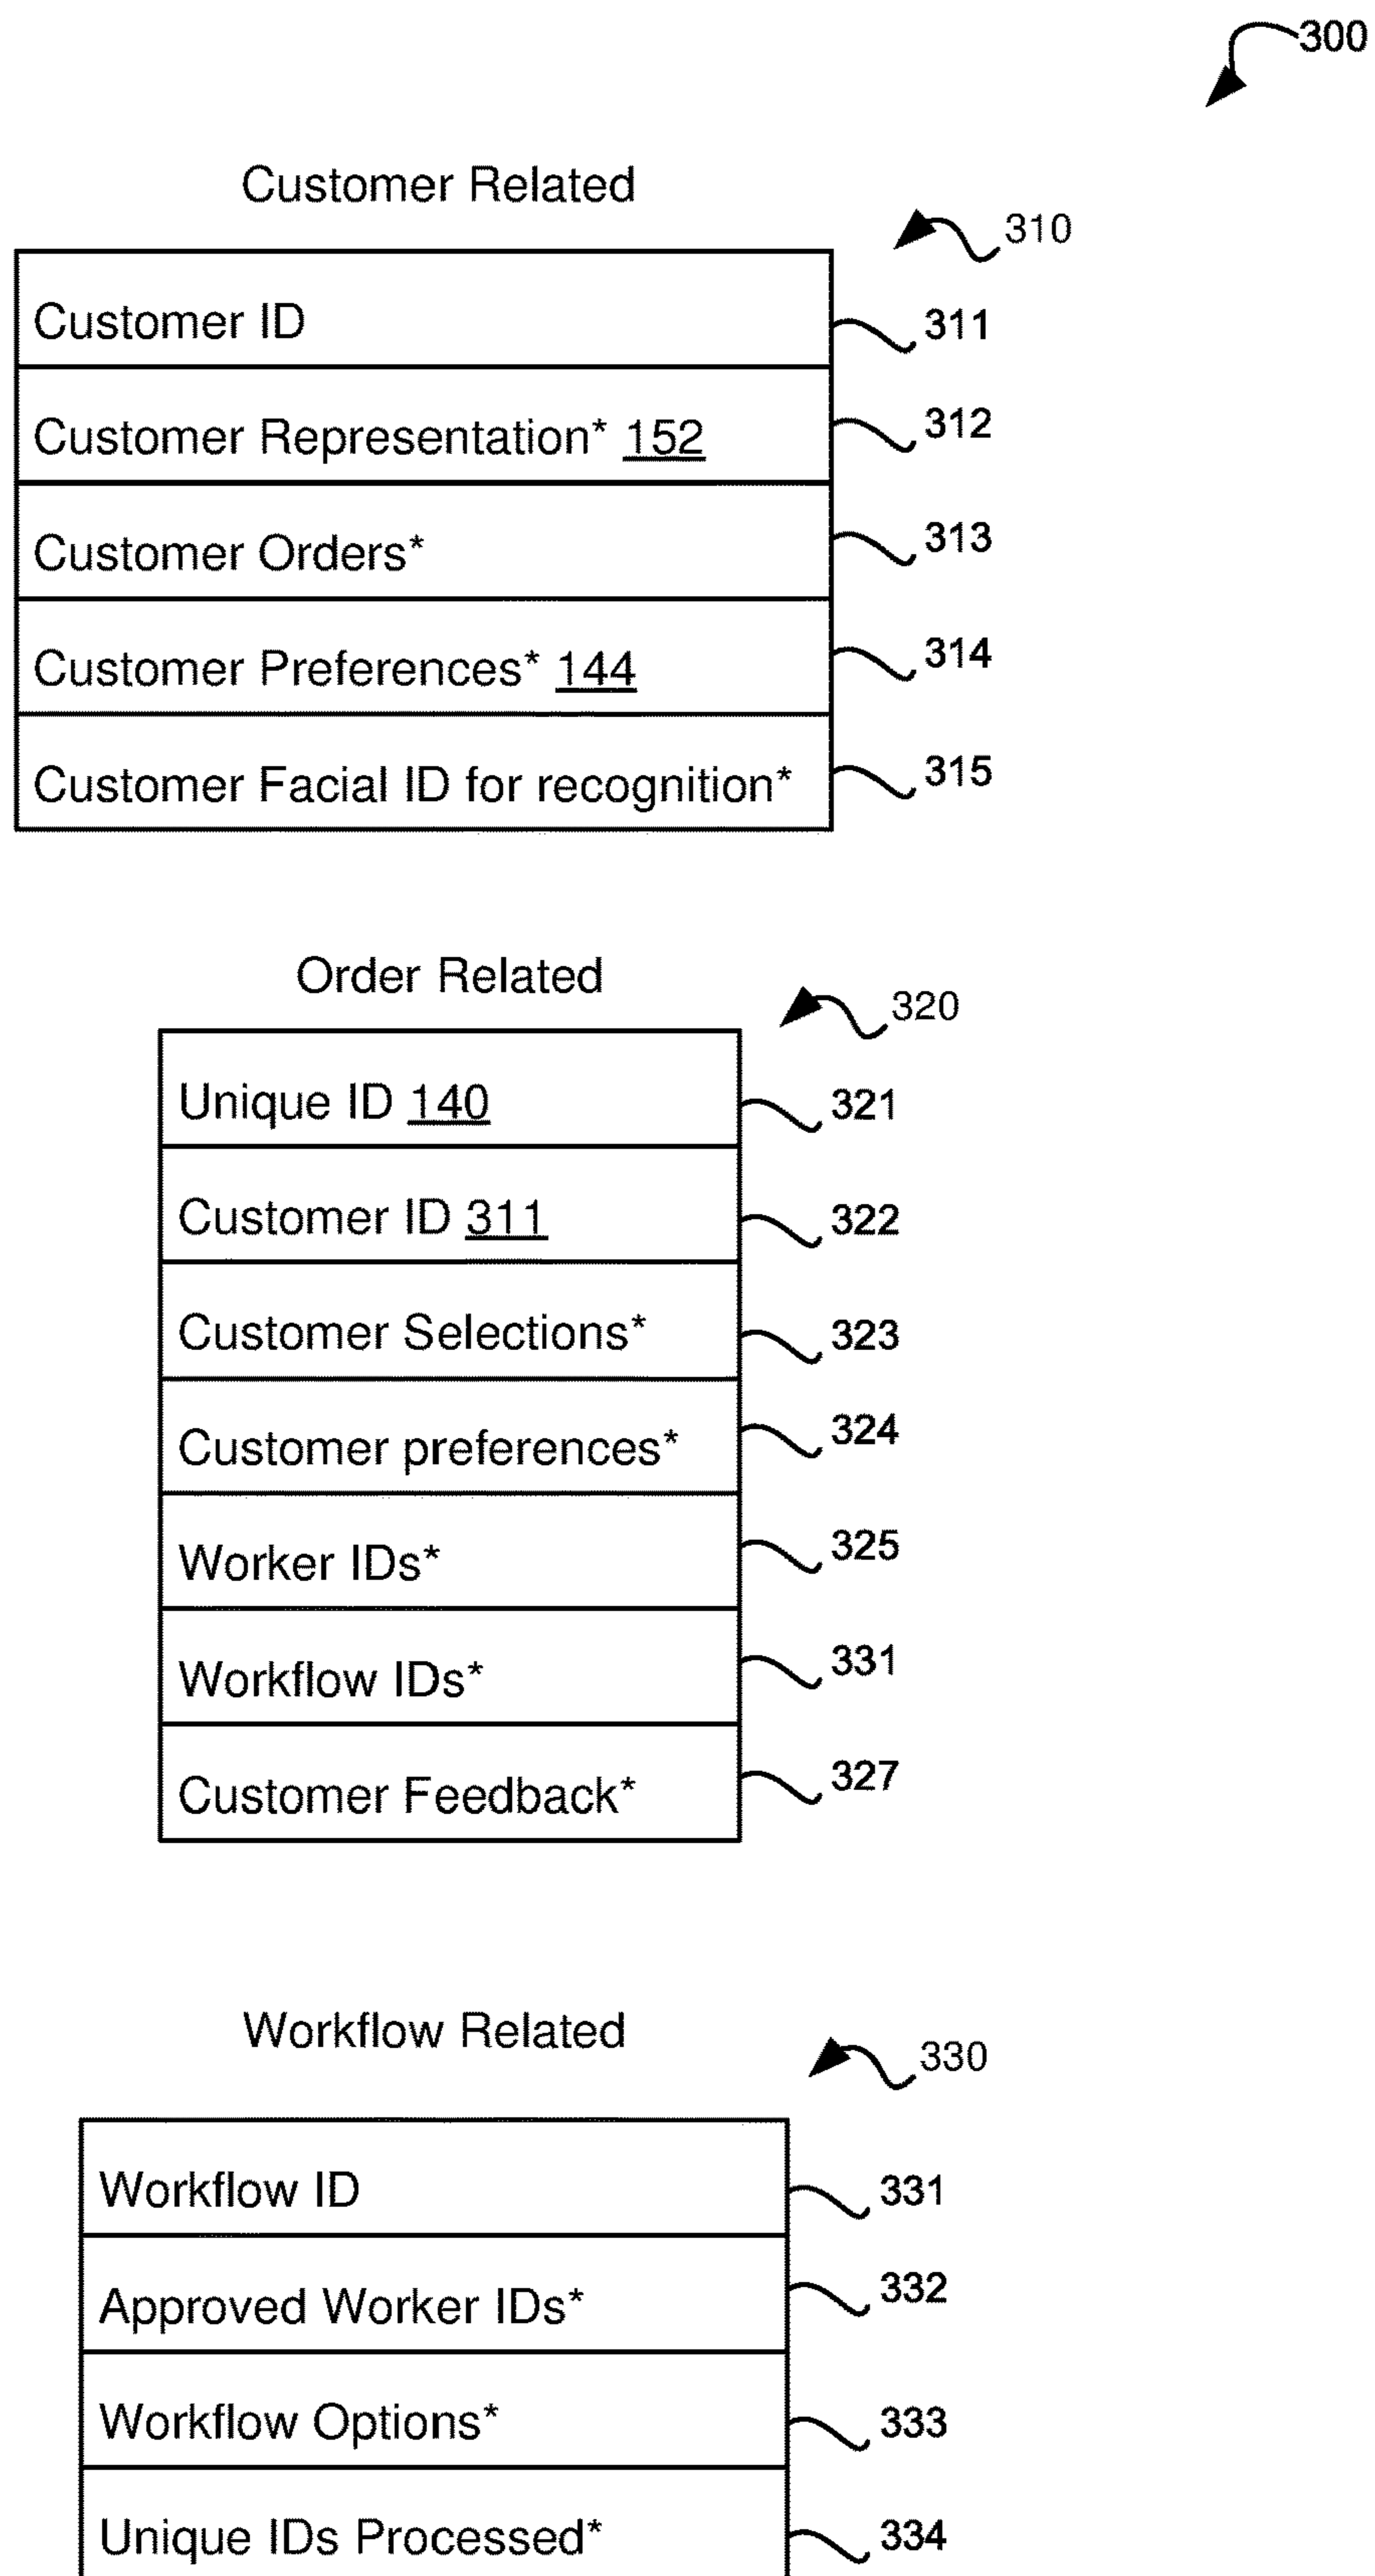 300
Customer Related
310
Customer ID 311
Customer Representation* 152 312
Customer Orders* 313
Customer Preferences* 144 314
Customer Facial ID for recognition* 315
Order Related
320
Unique ID 140 321
Customer ID 311 322
Customer Selections* 323
Customer preferences* 324
Worker IDs* 325
Workflow IDs* 331
Customer Feedback* 327
Workflow Related
330
Workflow ID 331
Approved Worker IDs* 332
Workflow Options* 333
Unique IDs Processed* 334